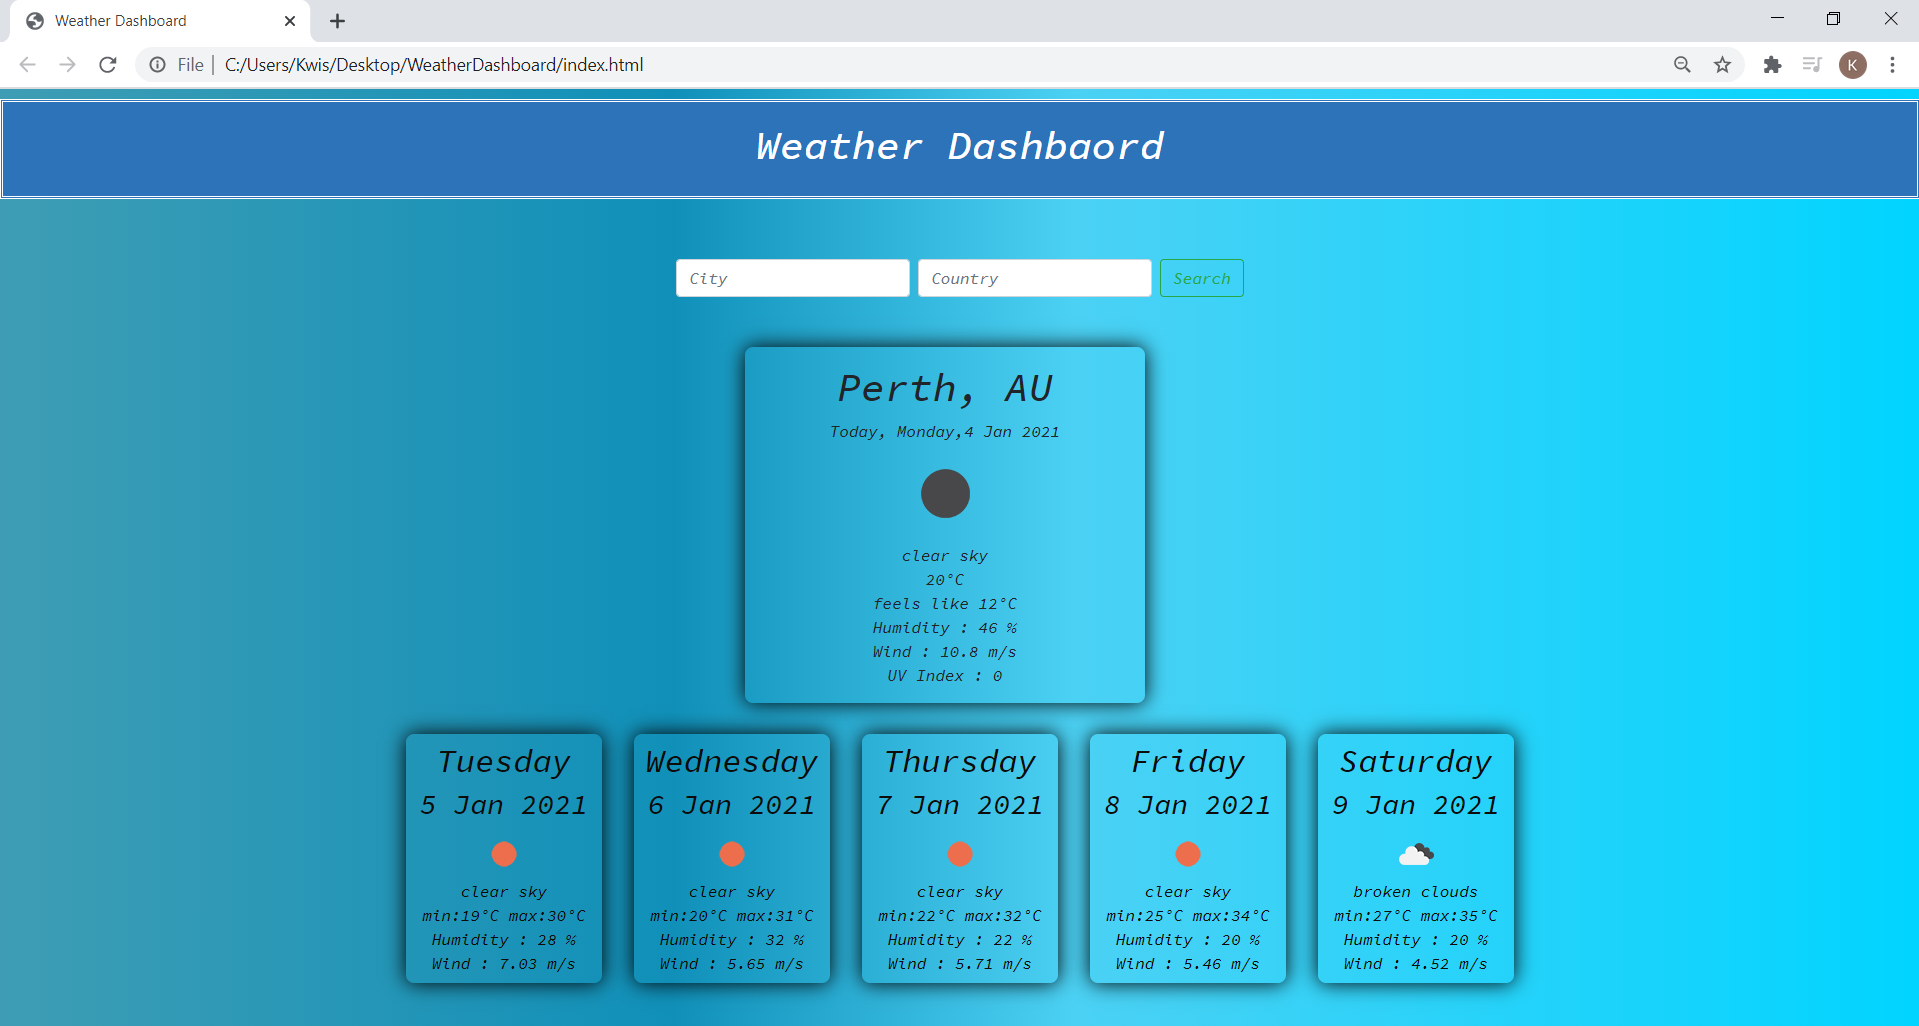 Weather Dashboard
File | C:/Users/Kwis/Desktop/WeatherDashboard/index.html
K
Weather Dashbaord
City Country Search
Perth, AU
Today, Monday,4 Jan 2021
clear sky
20°C
feels like 12°C
Humidity : 46 %
Wind : 10.8 m/s
UV Index : 0
Tuesday
5 Jan 2021
clear sky
min:19°C max:30°C
Humidity : 28 %
Wind : 7.03 m/s
Wednesday
6 Jan 2021
clear sky
min:20°C max:31°C
Humidity : 32 %
Wind : 5.65 m/s
Thursday
7 Jan 2021
clear sky
min:22°C max:32°C
Humidity : 22 %
Wind : 5.71 m/s
Friday
8 Jan 2021
clear sky
min:25°C max:34°C
Humidity : 20 %
Wind : 5.46 m/s
Saturday
9 Jan 2021
broken clouds
min:27°C max:35°C
Humidity : 20 %
Wind : 4.52 m/s